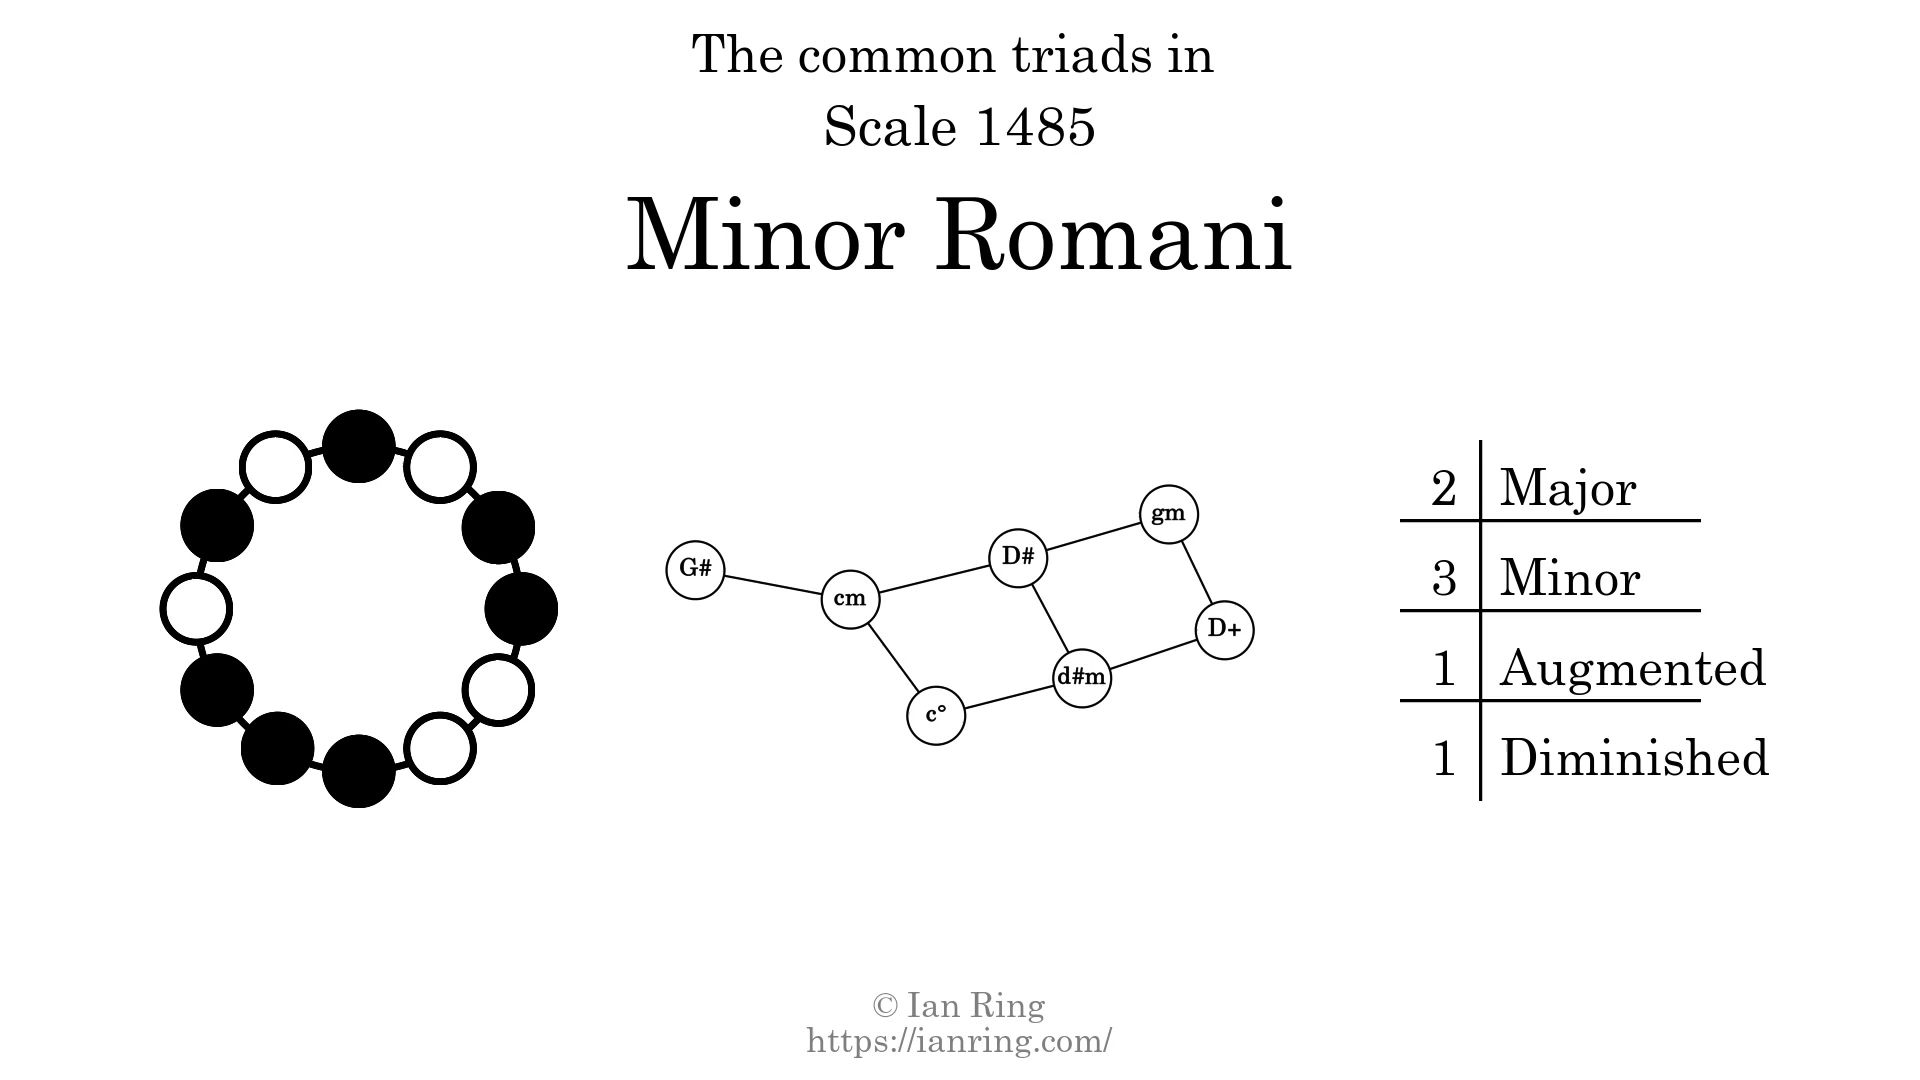 The common triads in
Scale 1485
Minor Romani
G#
cm
D#
gm
D+
d#m
c°
2 Major
3 Minor
1 Augmented
1 Diminished
© Ian Ring
https://ianring.com/